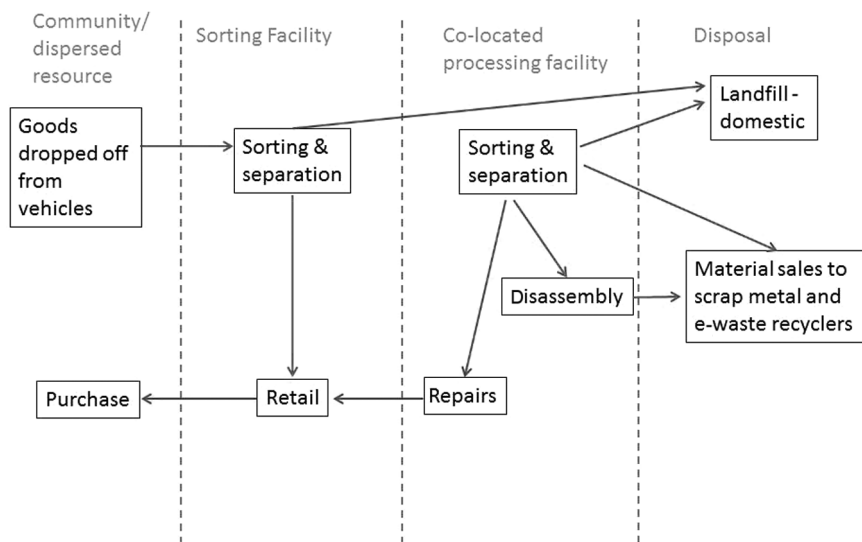 Community/
dispersed
resource
Sorting Facility
Co-located
processing facility
Disposal
Goods
dropped off
from
vehicles
Sorting &
separation
Sorting &
separation
Landfill -
domestic
Disassembly
Material sales to
scrap metal and
e-waste recyclers
Purchase
Retail
Repairs